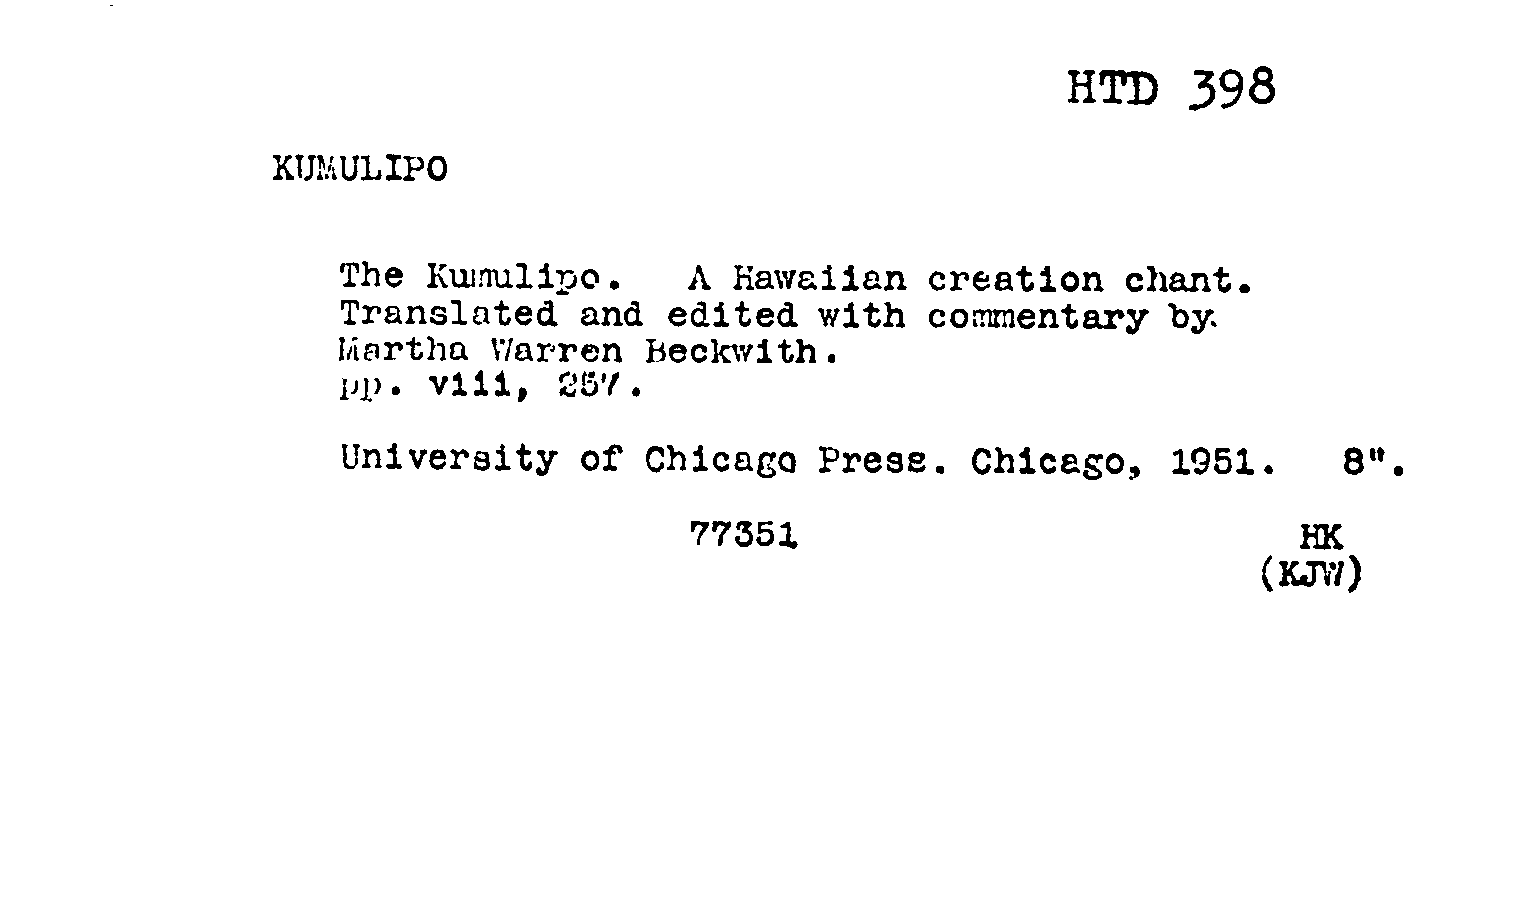 HTD 398
KUMULIPO
The Kumulipo. A Hawaiian creation chant.
Translated and edited with commentary by
Martha Warren Beckwith.
pp. viii, 257.
University of Chicago Press. Chicago, 1951. 8".
77351 HK
(KJW)